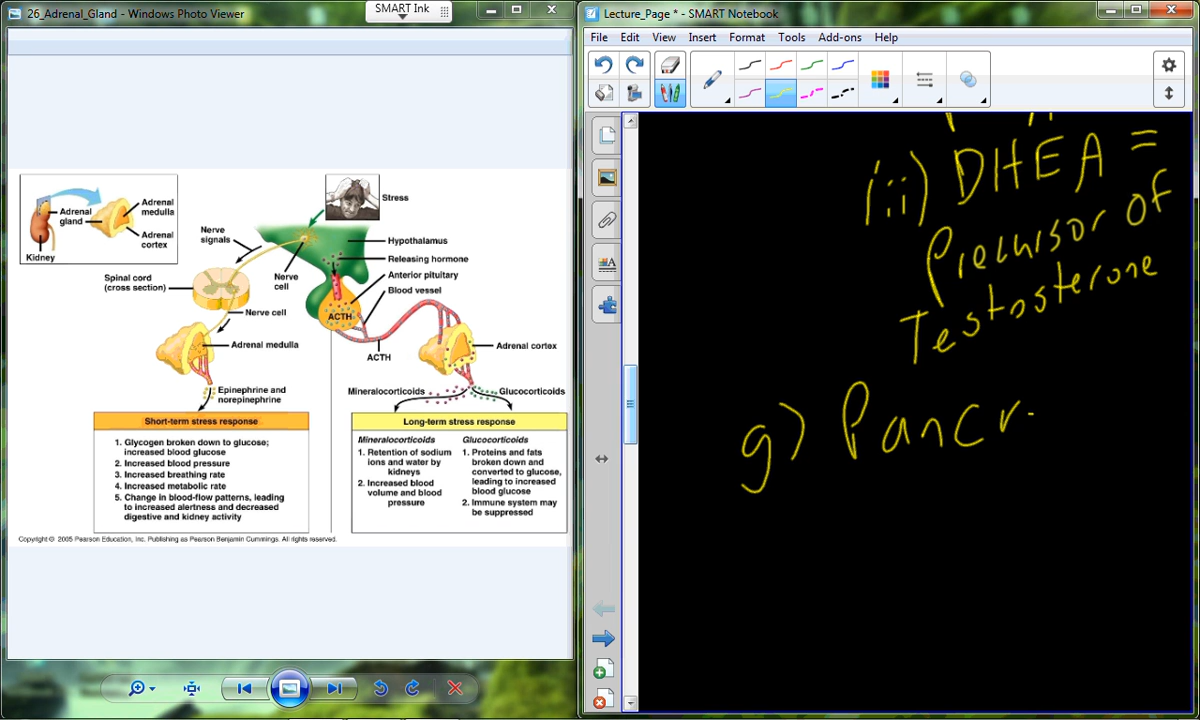 26_Adrenal_Gland - Windows Photo Viewer
SMART Ink
Lecture_Page * - SMART Notebook
File Edit View Insert Format Tools Add-ons Help
Adrenal
gland
Adrenal
medulla
Adrenal
cortex
Kidney
Stress
Nerve
signals
Hypothalamus
Releasing hormone
Nerve
cell
Anterior pituitary
Blood vessel
Spinal cord
(cross section)
Nerve cell
ACTH
Adrenal medulla
ACTH
Adrenal cortex
Epinephrine and
norepinephrine
Mineralocorticoids
Glucocorticoids
Short-term stress response
1. Glycogen broken down to glucose;
increased blood glucose
2. Increased blood pressure
3. Increased breathing rate
4. Increased metabolic rate
5. Change in blood-flow patterns, leading
to increased alertness and decreased
digestive and kidney activity
Long-term stress response
Mineralocorticoids
1. Retention of sodium
ions and water by
kidneys
2. Increased blood
volume and blood
pressure
Glucocorticoids
1. Proteins and fats
broken down and
converted to glucose,
leading to increased
blood glucose
2. Immune system may
be suppressed
Copyright © 2005 Pearson Education, Inc. Publishing as Pearson Benjamin Cummings. All rights reserved.
iii) DHEA =
Precursor of
Testosterone
g) Pancr